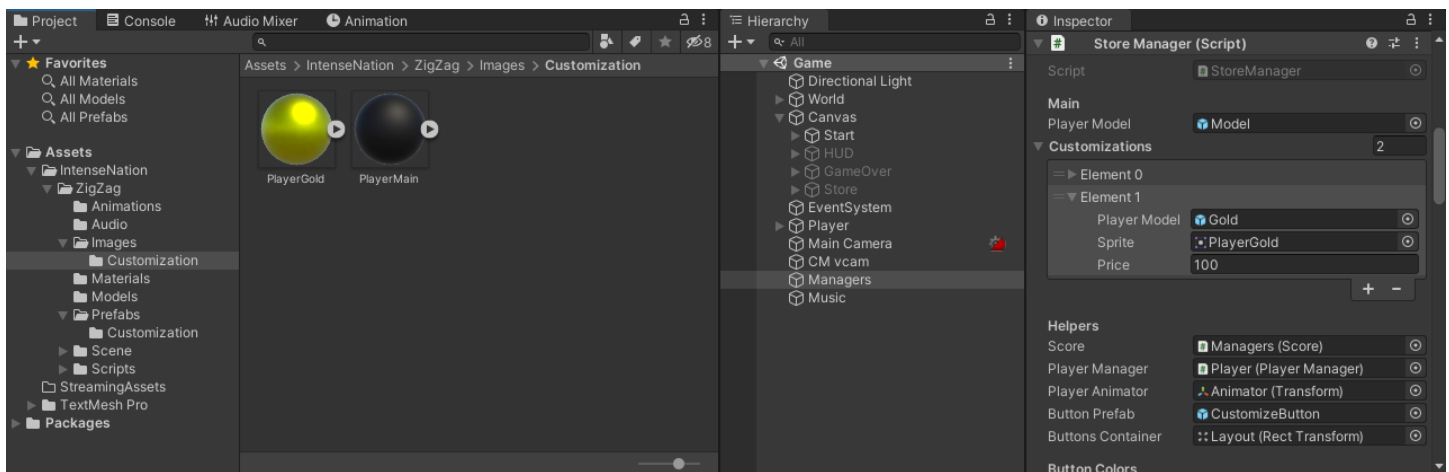 Project
Console
Audio Mixer
Animation
8
Favorites
All Materials
All Models
All Prefabs
Assets
IntenseNation
ZigZag
Animations
Audio
Images
Customization
Materials
Models
Prefabs
Customization
Scene
Scripts
StreamingAssets
TextMesh Pro
Packages
Assets > IntenseNation > ZigZag > Images > Customization
PlayerGold
PlayerMain
Hierarchy
All
Game
Directional Light
World
Canvas
Start
HUD
GameOver
Store
EventSystem
Player
Main Camera
CM vcam
Managers
Music
Inspector
# Store Manager (Script)
Script # StoreManager
Main
Player Model Model
Customizations 2
Element 0
Element 1
Player Model Gold
Sprite PlayerGold
Price 100
+ -
Helpers
Score # Managers (Score)
Player Manager # Player (Player Manager)
Player Animator Animator (Transform)
Button Prefab CustomizeButton
Buttons Container Layout (Rect Transform)
Button Colors